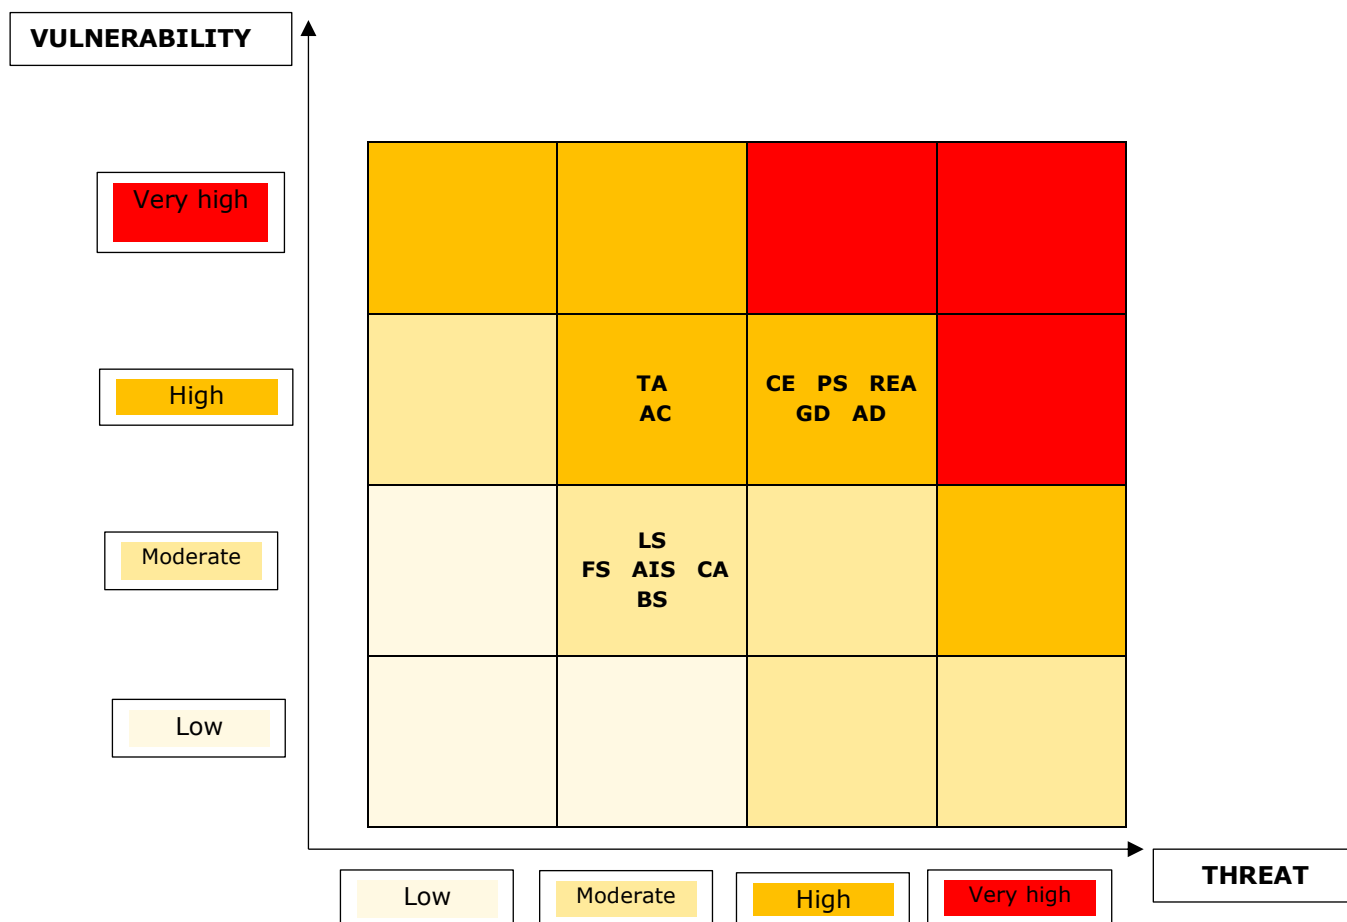 VULNERABILITY
Very high
High
TA
AC
CE PS REA
GD AD
Moderate
LS
FS AIS CA
BS
Low
THREAT
Low
Moderate
High
Very high